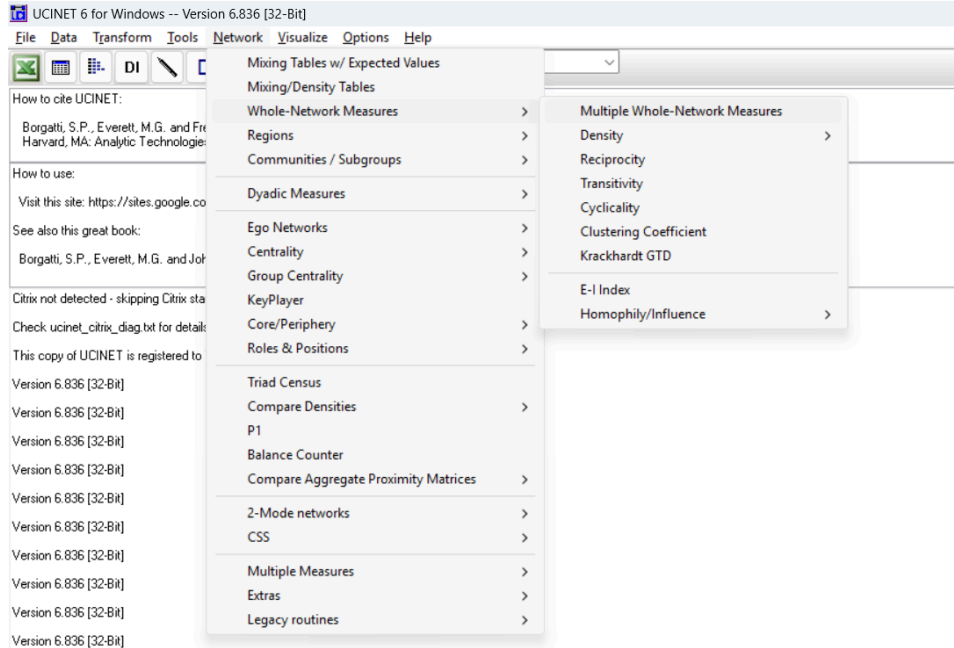 UCINET 6 for Windows -- Version 6.836 [32-Bit]
File Data Transform Tools Network Visualize Options Help
DI
How to cite UCINET:
Borgatti, S.P., Everett, M.G. and
Harvard, MA: Analytic
How to use:
Visit this site:
See also this great book:
Borgatti, S.P., Everett, M.G. and
Citrix not detected - skipping Citrix
Check ucinet_citrix_diag.txt for details
This copy of UCINET is registered to
Version 6.836 [32-Bit]
Version 6.836 [32-Bit]
Version 6.836 [32-Bit]
Version 6.836 [32-Bit]
Version 6.836 [32-Bit]
Version 6.836 [32-Bit]
Version 6.836 [32-Bit]
Version 6.836 [32-Bit]
Version 6.836 [32-Bit]
Version 6.836 [32-Bit]
Mixing Tables w/ Expected Values
Mixing/Density Tables
Whole-Network Measures
Regions
Communities / Subgroups
Dyadic Measures
Ego Networks
Centrality
Group Centrality
KeyPlayer
Core/Periphery
Roles & Positions
Triad Census
Compare Densities
P1
Balance Counter
Compare Aggregate Proximity Matrices
2-Mode networks
CSS
Multiple Measures
Extras
Legacy routines
Multiple Whole-Network Measures
Density
Reciprocity
Transitivity
Cyclicality
Clustering Coefficient
Krackhardt GTD
E-I Index
Homophily/Influence